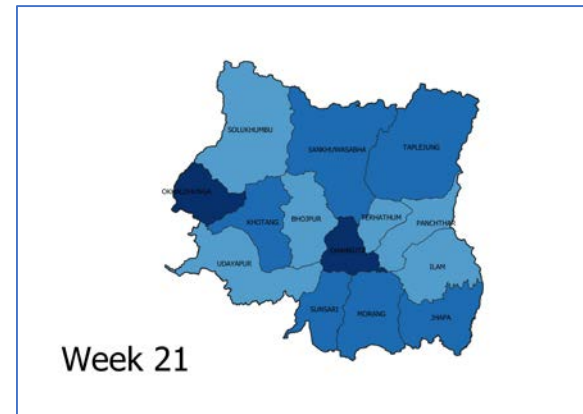 SOLUKHUMBU
SANKHUWASABHA
TAPLEJUNG
KHOTANG
BHOJPUR
TERHATHUM
PANCHTHAR
UDAYAPUR
ILAM
SUNSARI
MORANG
JHAPA
Week 21